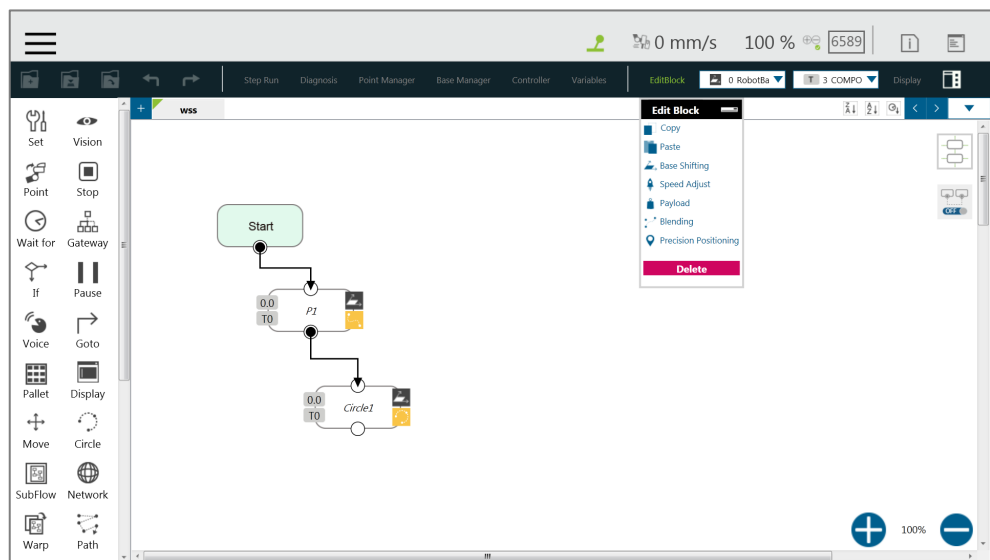 0 mm/s 100 % 6589
Step Run Diagnosis Point Manager Base Manager Controller Variables EditBlock 0 RobotBa T 3 COMPO Display
+ wss
Edit Block
Copy
Paste
Base Shifting
Speed Adjust
Payload
Blending
Precision Positioning
Delete
Set Vision
Point Stop
Wait for Gateway
If Pause
Voice Goto
Pallet Display
Move Circle
SubFlow Network
Warp Path
Start
0.0
T0
P1
0.0
T0
Circle1
OFF
100%